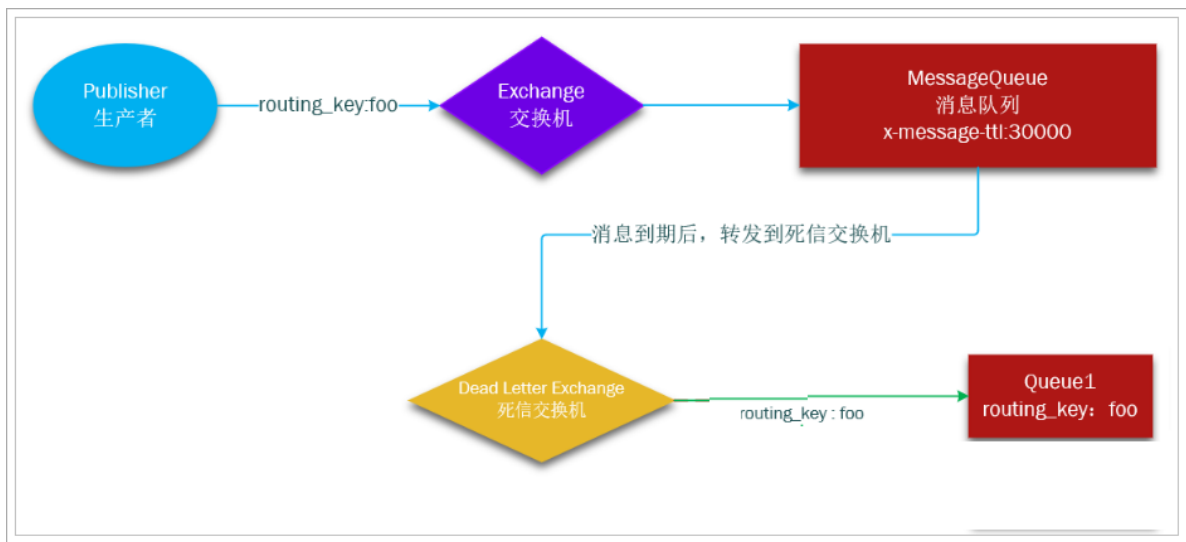 Publisher
生产者
routing_key:foo
Exchange
交换机
MessageQueue
消息队列
x-message-ttl:30000
消息到期后，转发到死信交换机
Dead Letter Exchange
死信交换机
routing_key : foo
Queue1
routing_key：foo